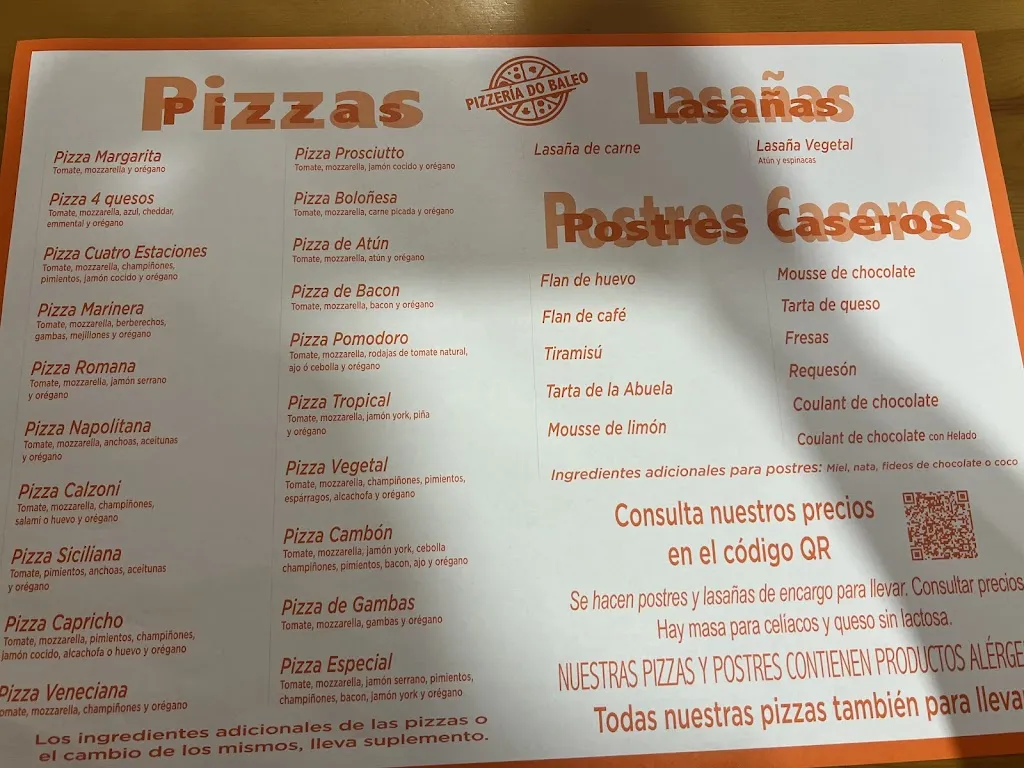 Pizzas
Pizza Margarita
Tomate, mozzarella y orégano
Pizza 4 quesos
Tomate, mozzarella, azul, cheddar,
emmental y orégano
Pizza Cuatro Estaciones
Tomate, mozzarella, champiñones,
pimientos, jamón cocido y orégano
Pizza Marinera
Tomate, mozzarella, berberechos,
gambas, mejillones y orégano
Pizza Romana
Tomate, mozzarella, jamón serrano
y orégano
Pizza Napolitana
Tomate, mozzarella, anchoas, aceitunas
y orégano
Pizza Calzoni
Tomate, mozzarella, champiñones,
salami o huevo y orégano
Pizza Siciliana
Tomate, pimientos, anchoas, aceitunas
y orégano
Pizza Capricho
Tomate, mozzarella, pimientos, champiñones,
jamón cocido, alcachofa o huevo y orégano
Pizza Veneciana
omate, mozzarella, champiñones y orégano
Pizza Prosciutto
Tomate, mozzarella, jamón cocido y orégano
Pizza Boloñesa
Tomate, mozzarella, carne picada y orégano
Pizza de Atún
Tomate, mozzarella, atún y orégano
Pizza de Bacon
Tomate, mozzarella, bacon y orégano
Pizza Pomodoro
Tomate, mozzarella, rodajas de tomate natural,
ajo ó cebolla y orégano
Pizza Tropical
Tomate, mozzarella, jamón york, piña
y orégano
Pizza Vegetal
Tomate, mozzarella, champiñones, pimientos,
espárragos, alcachofa y orégano
Pizza Cambón
Tomate, mozzarella, jamón york, cebolla
champiñones, pimientos, bacon, ajo y orégano
Pizza de Gambas
Tomate, mozzarella, gambas y orégano
Pizza Especial
Tomate, mozzarella, jamón serrano, pimientos,
champiñones, bacon, jamón york y orégano
Los ingredientes adicionales de las pizzas o
el cambio de los mismos, lleva suplemento.
PIZZERÍA DO BALEO
Lasañas
Lasaña de carne
Lasaña Vegetal
Atún y espinacas
Postres Caseros
Flan de huevo
Flan de café
Tiramisú
Tarta de la Abuela
Mousse de limón
Mousse de chocolate
Tarta de queso
Fresas
Requesón
Coulant de chocolate
Coulant de chocolate con Helado
Ingredientes adicionales para postres: Miel, nata, fideos de chocolate o coco
Consulta nuestros precios
en el código QR
Se hacen postres y lasañas de encargo para llevar. Consultar precios
Hay masa para celíacos y queso sin lactosa.
NUESTRAS PIZZAS Y POSTRES CONTIENEN PRODUCTOS ALÉRGE
Todas nuestras pizzas también para lleva